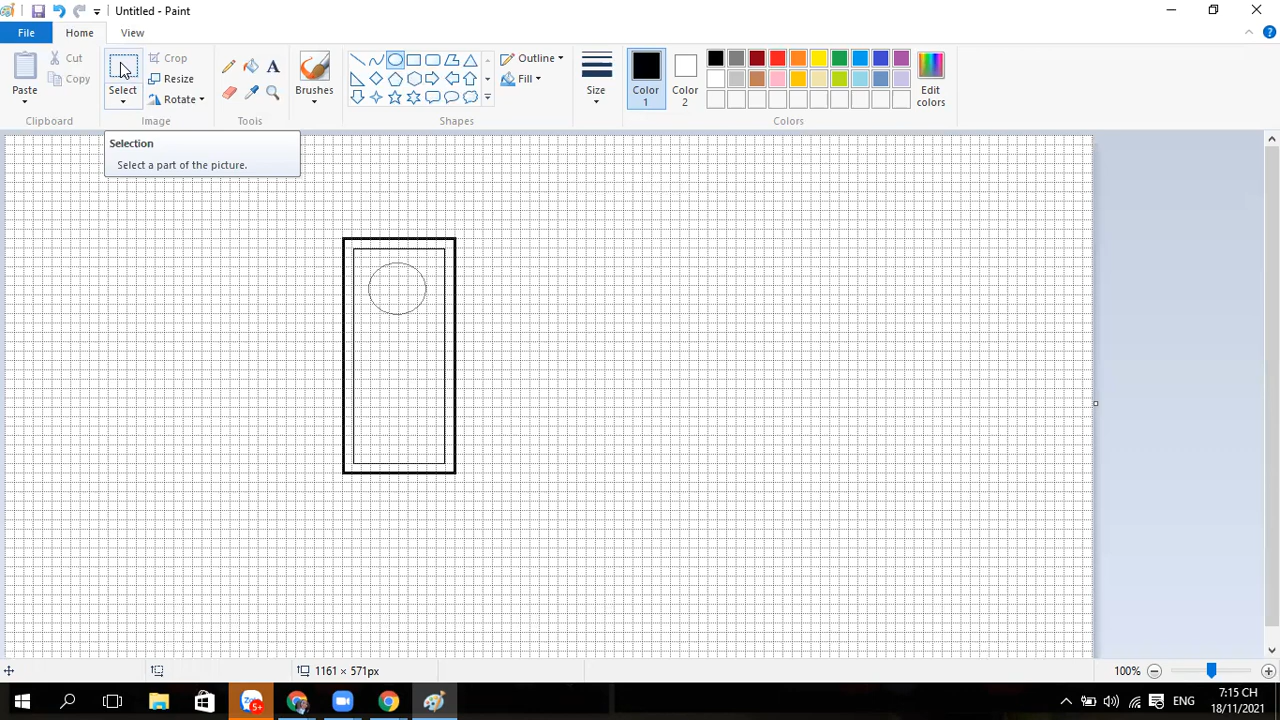 Untitled - Paint
File Home View
Paste
Cut
Copy
Clipboard
Select
Crop
Resize
Rotate
Image
A
Tools
Brushes
Shapes
Outline
Fill
Size
Color 1
Color 2
Edit colors
Colors
Selection
Select a part of the picture.
1161 × 571px
100%
5+
ENG
7:15 CH
18/11/2021